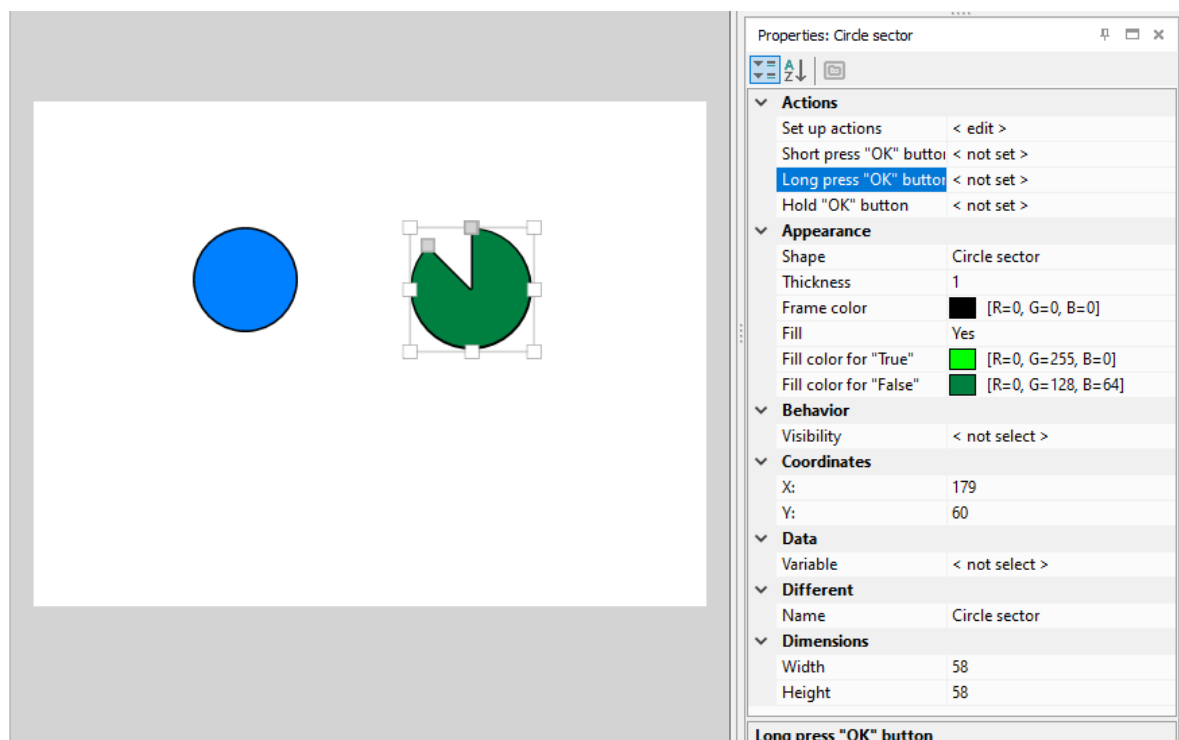 Properties: Circle sector
Actions
Set up actions < edit >
Short press "OK" button < not set >
Long press "OK" button < not set >
Hold "OK" button < not set >
Appearance
Shape Circle sector
Thickness 1
Frame color [R=0, G=0, B=0]
Fill Yes
Fill color for "True" [R=0, G=255, B=0]
Fill color for "False" [R=0, G=128, B=64]
Behavior
Visibility < not select >
Coordinates
X: 179
Y: 60
Data
Variable < not select >
Different
Name Circle sector
Dimensions
Width 58
Height 58
Long press "OK" button